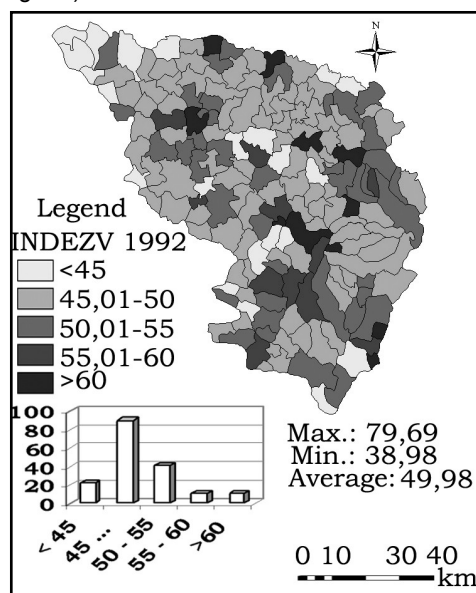 N
Legend
INDEZV 1992
<45
45,01-50
50,01-55
55,01-60
>60
100
80
60
40
20
0
< 45
45 ...
50 - 55
55 - 60
>60
Max.: 79,69
Min.: 38,98
Average: 49,98
0 10 30 40
km